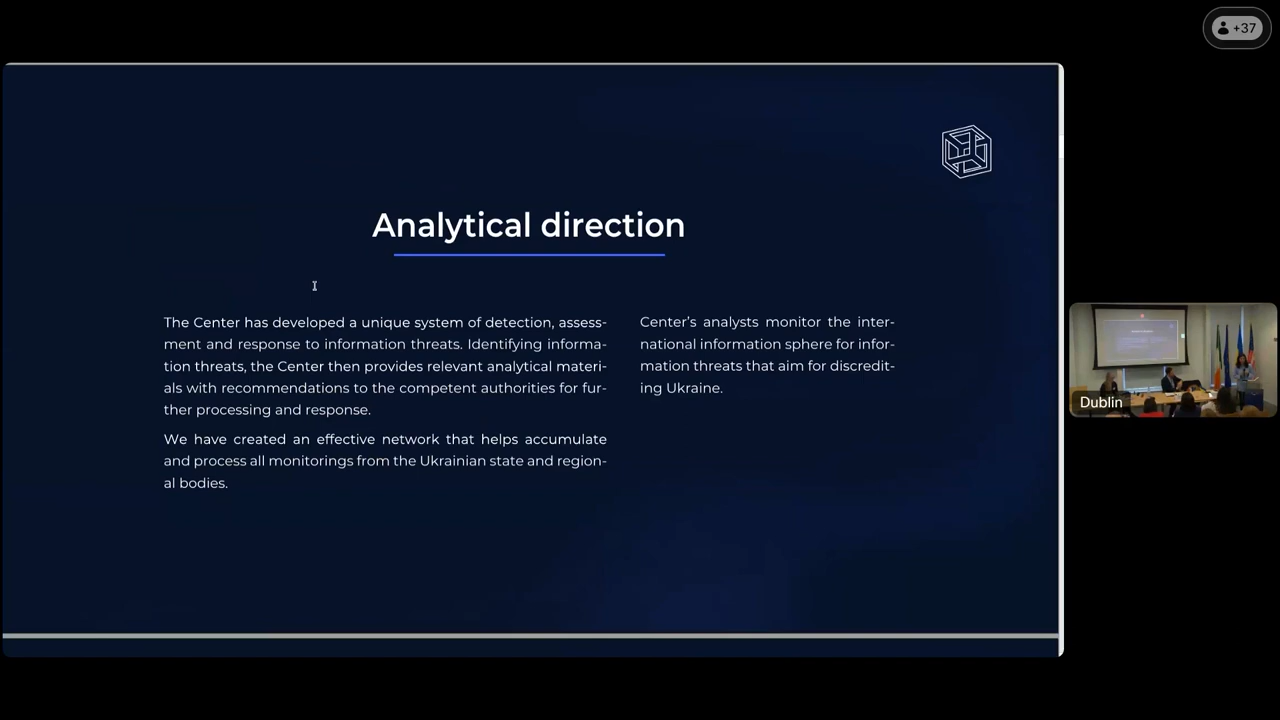 +37
Analytical direction
The Center has developed a unique system of detection, assess-
ment and response to information threats. Identifying informa-
tion threats, the Center then provides relevant analytical materi-
als with recommendations to the competent authorities for fur-
ther processing and response.
We have created an effective network that helps accumulate
and process all monitorings from the Ukrainian state and region-
al bodies.
Center’s analysts monitor the inter-
national information sphere for infor-
mation threats that aim for discredit-
ing Ukraine.
Dublin